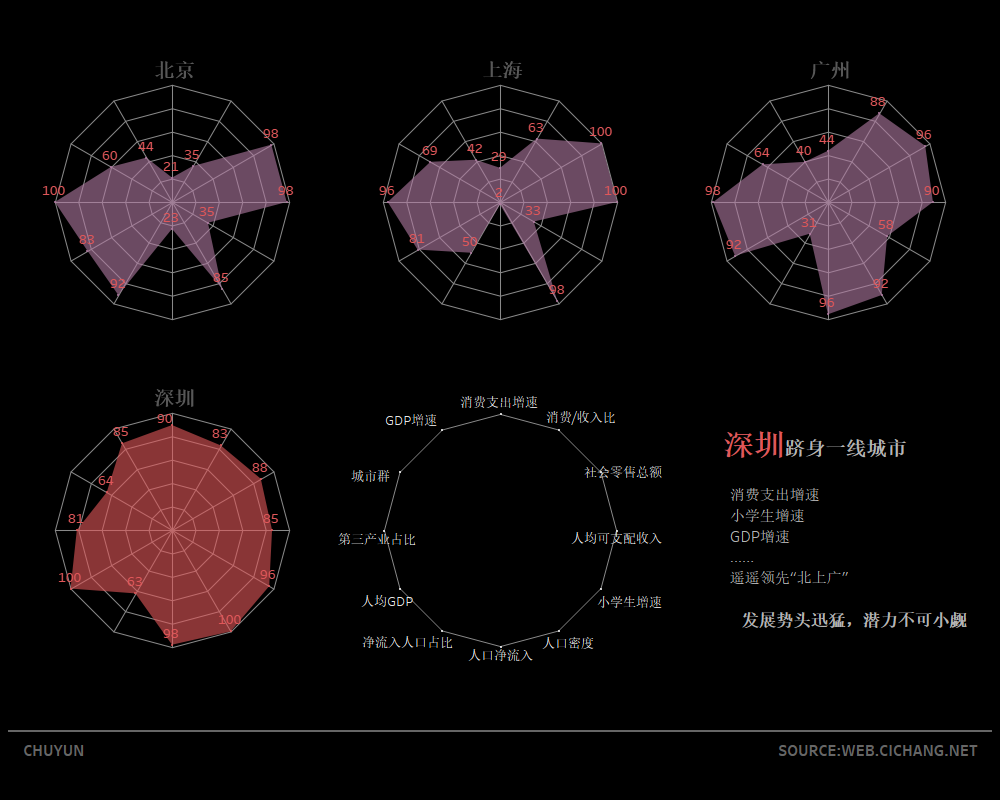 北京
上海
广州
98
100
88
44
63
96
60
35
69
42
29
64
40
44
21
100
98
96
2
100
98
90
23
35
33
31
58
83
81
50
92
92
85
98
95
92
深圳
90
85
83
64
88
81
85
100
63
96
98
100
消费支出增速
GDP增速
消费/收入比
城市群
社会零售总额
第三产业占比
人均可支配收入
人均GDP
小学生增速
净流入人口占比
人口密度
人口净流入
深圳跻身一线城市
消费支出增速
小学生增速
GDP增速
......
遥遥领先“北上广”
发展势头迅猛，潜力不可小觑
CHUYUN
SOURCE:WEB.CICHANG.NET